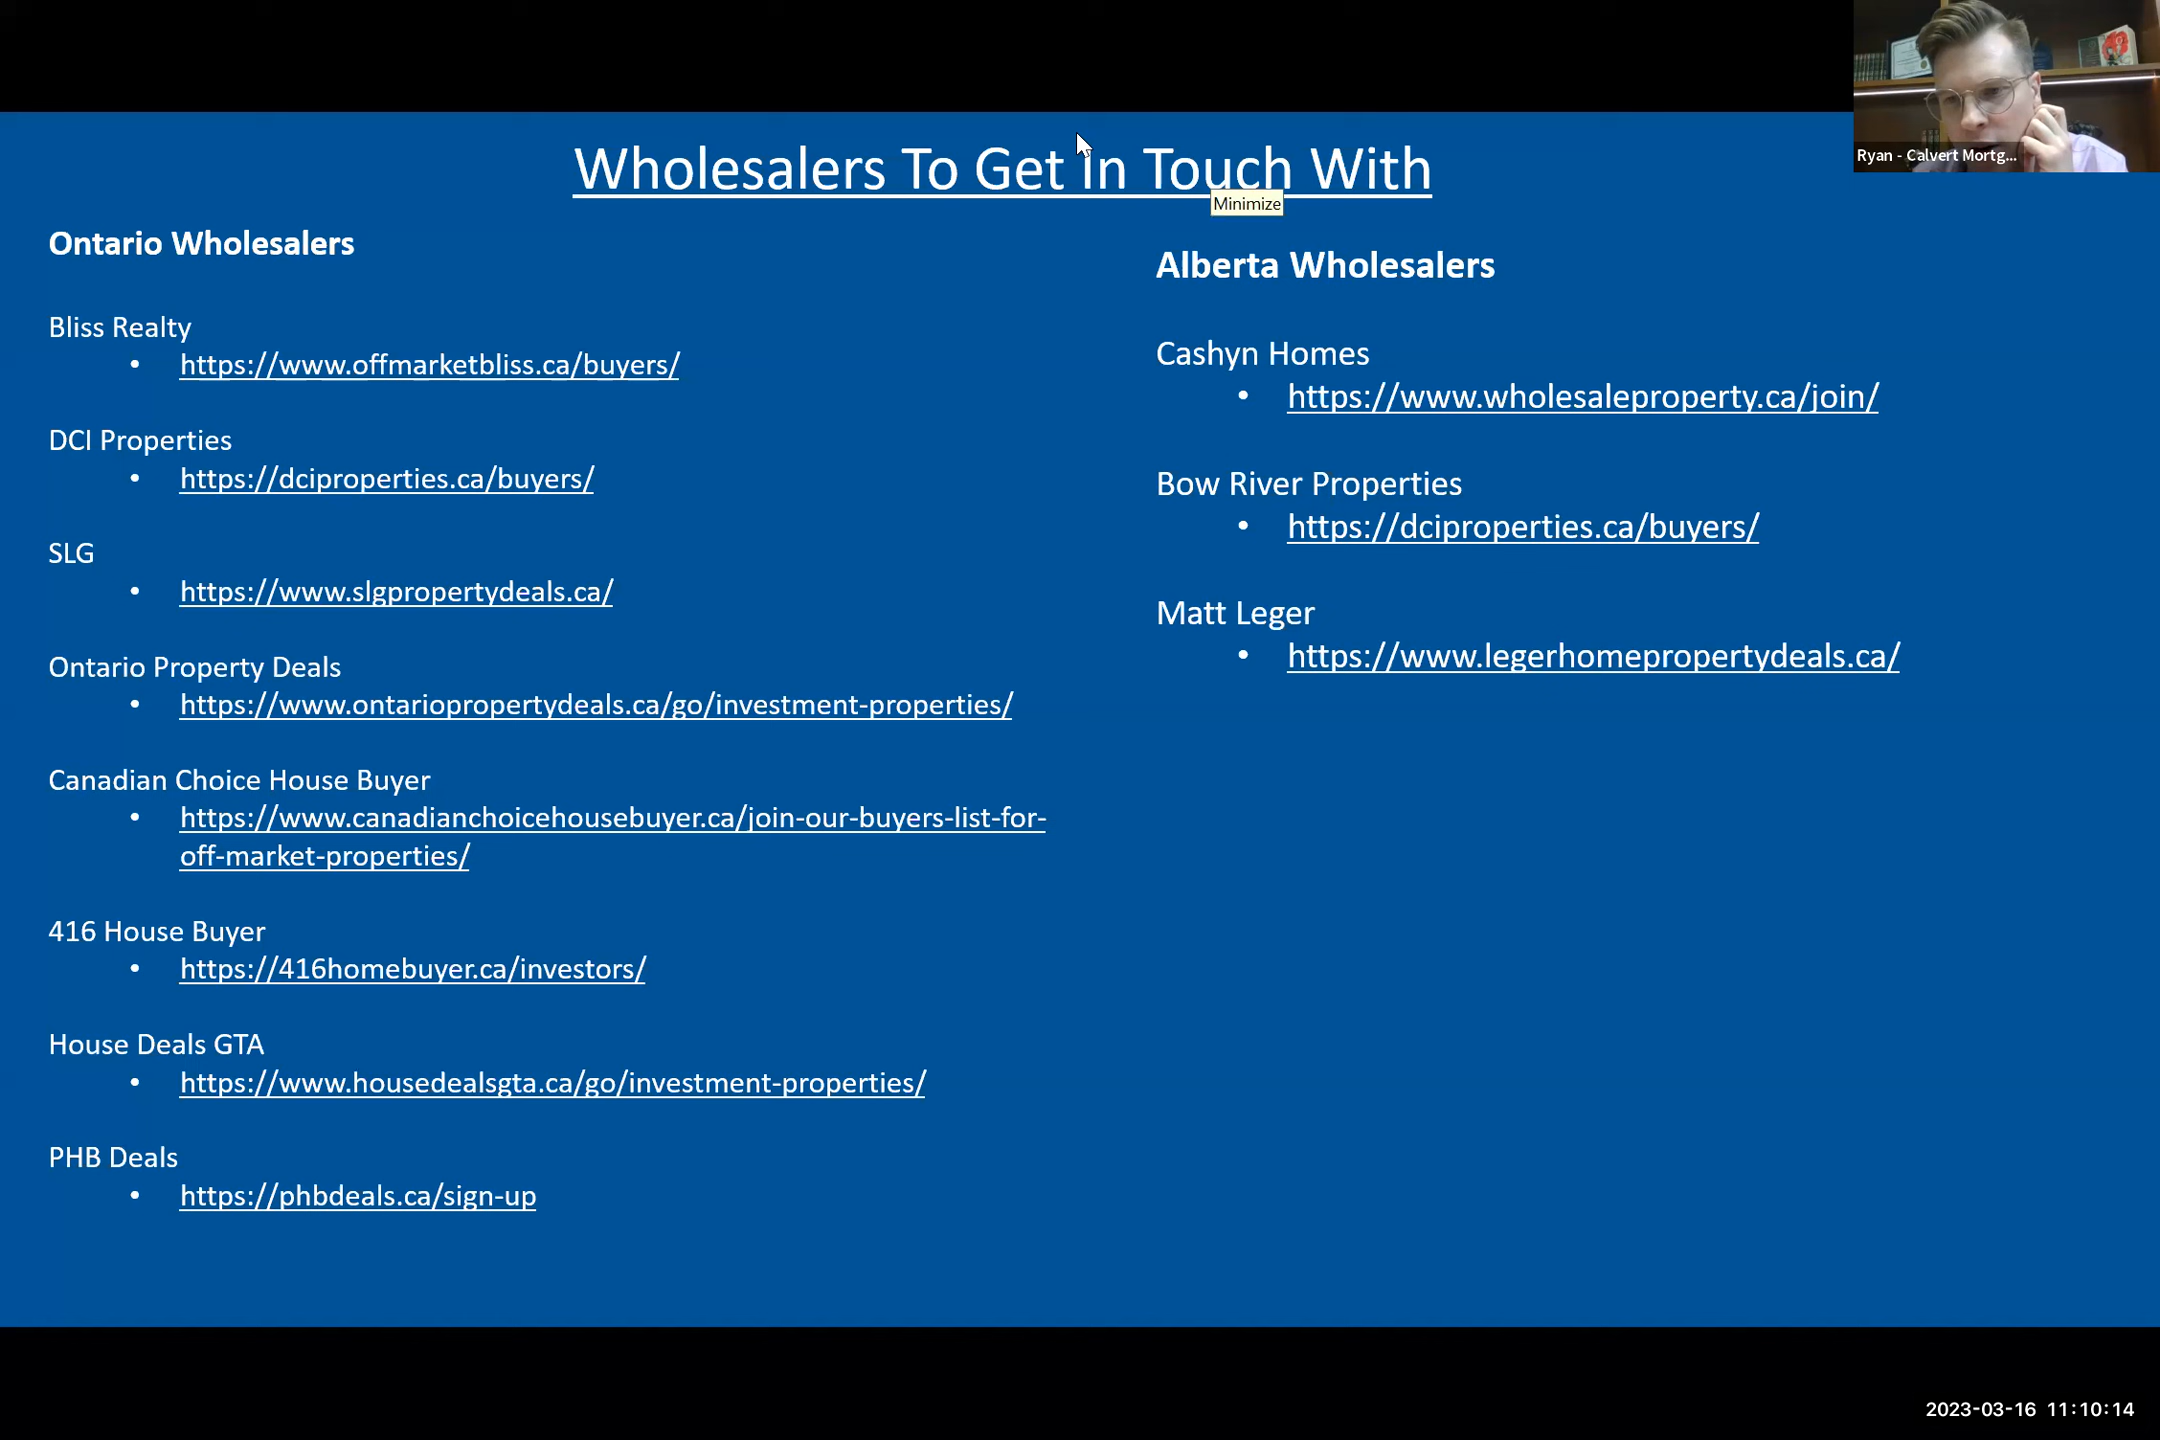 Wholesalers To Get In Touch With
Minimize
Ryan - Calvert Mortg...
Ontario Wholesalers
Bliss Realty
• https://www.offmarketbliss.ca/buyers/
DCI Properties
• https://dciproperties.ca/buyers/
SLG
• https://www.slgpropertydeals.ca/
Ontario Property Deals
• https://www.ontariopropertydeals.ca/go/investment-properties/
Canadian Choice House Buyer
• https://www.canadianchoicehousebuyer.ca/join-our-buyers-list-for-
off-market-properties/
416 House Buyer
• https://416homebuyer.ca/investors/
House Deals GTA
• https://www.housedealsgta.ca/go/investment-properties/
PHB Deals
• https://phbdeals.ca/sign-up
Alberta Wholesalers
Cashyn Homes
• https://www.wholesaleproperty.ca/join/
Bow River Properties
• https://dciproperties.ca/buyers/
Matt Leger
• https://www.legerhomepropertydeals.ca/
2023-03-16 11:10:14